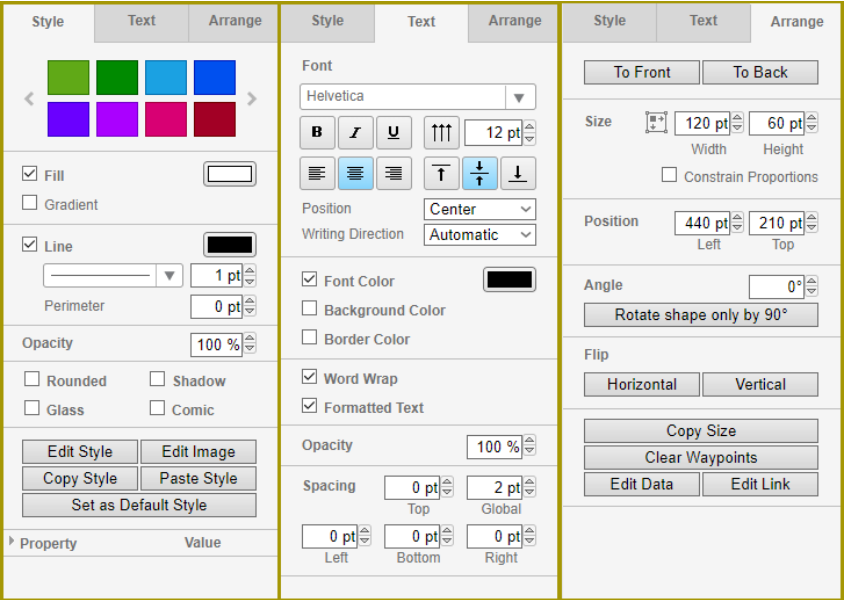 Style Text Arrange
Fill
Gradient
Line
1 pt
Perimeter 0 pt
Opacity 100 %
Rounded Shadow
Glass Comic
Edit Style Edit Image
Copy Style Paste Style
Set as Default Style
Property Value
Style Text Arrange
Font
Helvetica
B I U 12 pt
Position Center
Writing Direction Automatic
Font Color
Background Color
Border Color
Word Wrap
Formatted Text
Opacity 100 %
Spacing 0 pt 2 pt
Top Global
0 pt 0 pt 0 pt
Left Bottom Right
Style Text Arrange
To Front To Back
Size 120 pt 60 pt
Width Height
Constrain Proportions
Position 440 pt 210 pt
Left Top
Angle 0°
Rotate shape only by 90°
Flip
Horizontal Vertical
Copy Size
Clear Waypoints
Edit Data Edit Link